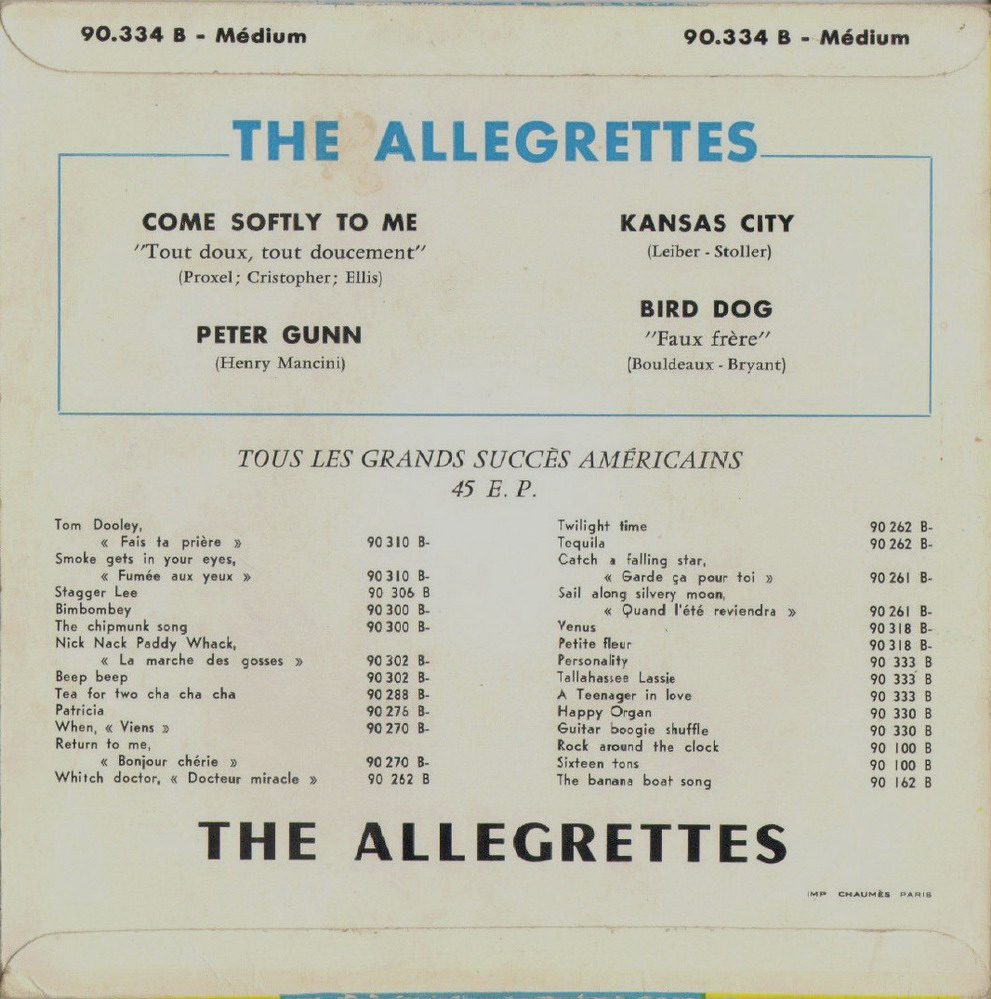 90.334 B - Médium
90.334 B - Médium
THE ALLEGRETTES
COME SOFTLY TO ME
"Tout doux, tout doucement"
(Proxel; Cristopher; Ellis)
PETER GUNN
(Henry Mancini)
KANSAS CITY
(Leiber - Stoller)
BIRD DOG
"Faux frère"
(Bouldeaux - Bryant)
TOUS LES GRANDS SUCCÈS AMÉRICAINS
45 E. P.
Tom Dooley,
« Fais ta prière » 90 310 B-
Smoke gets in your eyes,
« Fumée aux yeux » 90 310 B-
Stagger Lee 90 306 B
Bimbombey 90 300 B-
The chipmunk song 90 300 B-
Nick Nack Paddy Whack,
« La marche des gosses » 90 302 B-
Beep beep 90 302 B-
Tea for two cha cha cha 90 288 B-
Patricia 90 276 B-
When, « Viens » 90 270 B-
Return to me,
« Bonjour chérie » 90 270 B-
Whitch doctor, « Docteur miracle » 90 262 B
Twilight time 90 262 B-
Tequila 90 262 B-
Catch a falling star,
« Garde ça pour toi » 90 261 B-
Sail along silvery moon,
« Quand l'été reviendra » 90 261 B-
Venus 90 318 B-
Petite fleur 90 318 B-
Personality 90 333 B
Tallahassee Lassie 90 333 B
A Teenager in love 90 333 B
Happy Organ 90 330 B
Guitar boogie shuffle 90 330 B
Rock around the clock 90 100 B
Sixteen tons 90 100 B
The banana boat song 90 162 B
THE ALLEGRETTES
IMP CHAUMÈS PARIS